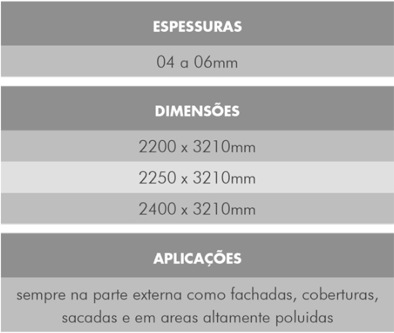 ESPESSURAS
04 a 06mm
DIMENSÕES
2200 x 3210mm
2250 x 3210mm
2400 x 3210mm
APLICAÇÕES
sempre na parte externa como fachadas, coberturas,
sacadas e em areas altamente poluidas